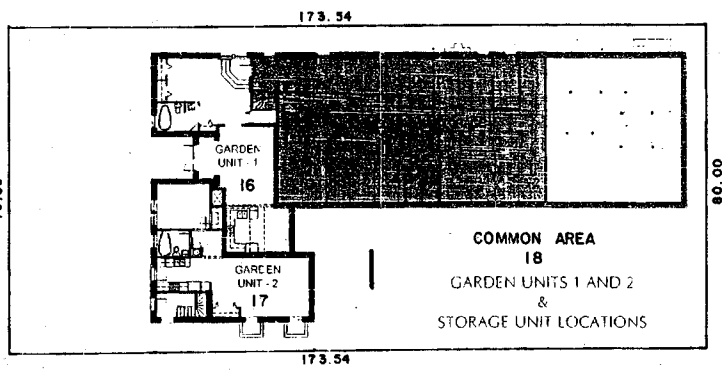 173.54
GARDEN
UNIT - 1
16
80.00
COMMON AREA
18
GARDEN UNITS 1 AND 2
&
STORAGE UNIT LOCATIONS
GARDEN
UNIT - 2
17
173.54